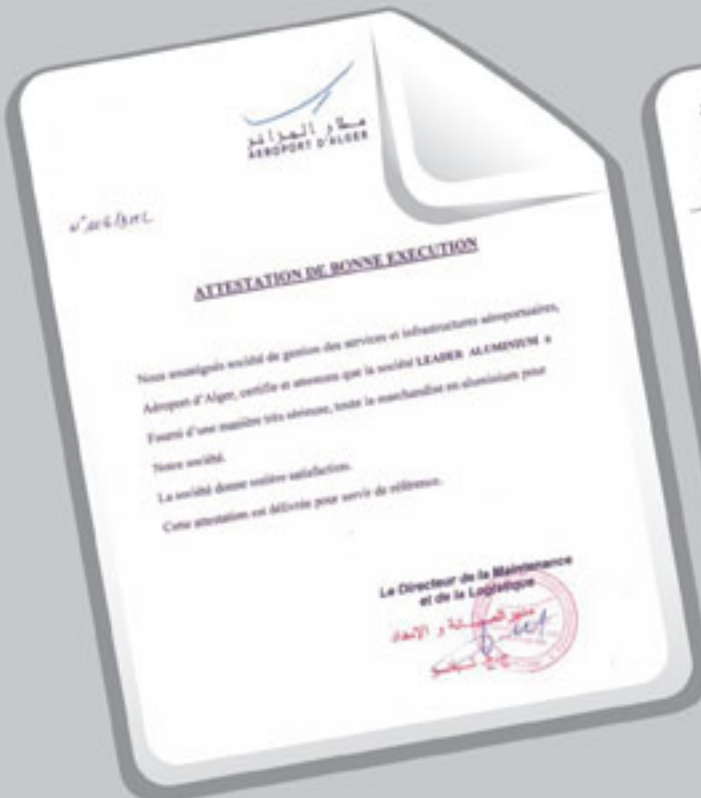 مطار الجزائر
AEROPORT D'ALGER
ATTESTATION DE BONNE EXECUTION
Nous soussignés société de gestion des services et infrastructures aéroportuaires,
Aéroport d'Alger, certifie et attestons que la société LEADER ALUMINIUM a
Fourni d'une manière très sérieuse, toute la marchandise en aluminium pour
Notre société.
La société donne entière satisfaction.
Cette attestation est délivrée pour servir de référence.
Le Directeur de la Maintenance
et de la Logistique